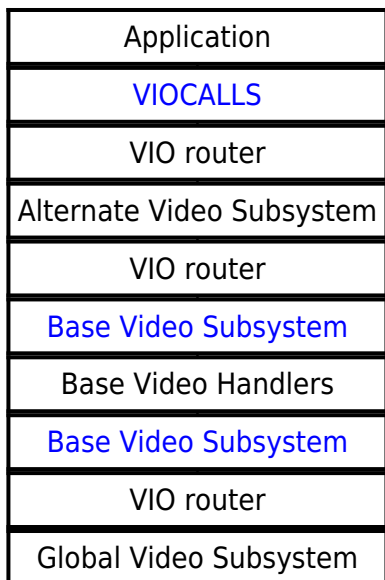 Application
VIOCALLS
VIO router
Alternate Video Subsystem
VIO router
Base Video Subsystem
Base Video Handlers
Base Video Subsystem
VIO router
Global Video Subsystem